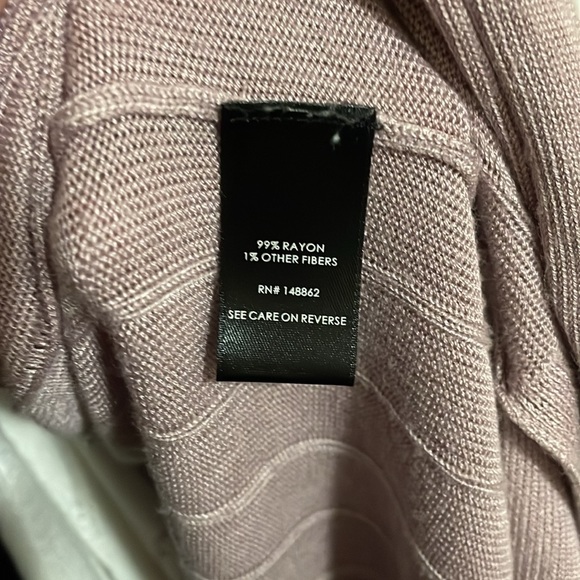 99% RAYON
1% OTHER FIBERS
RN# 148862
SEE CARE ON REVERSE